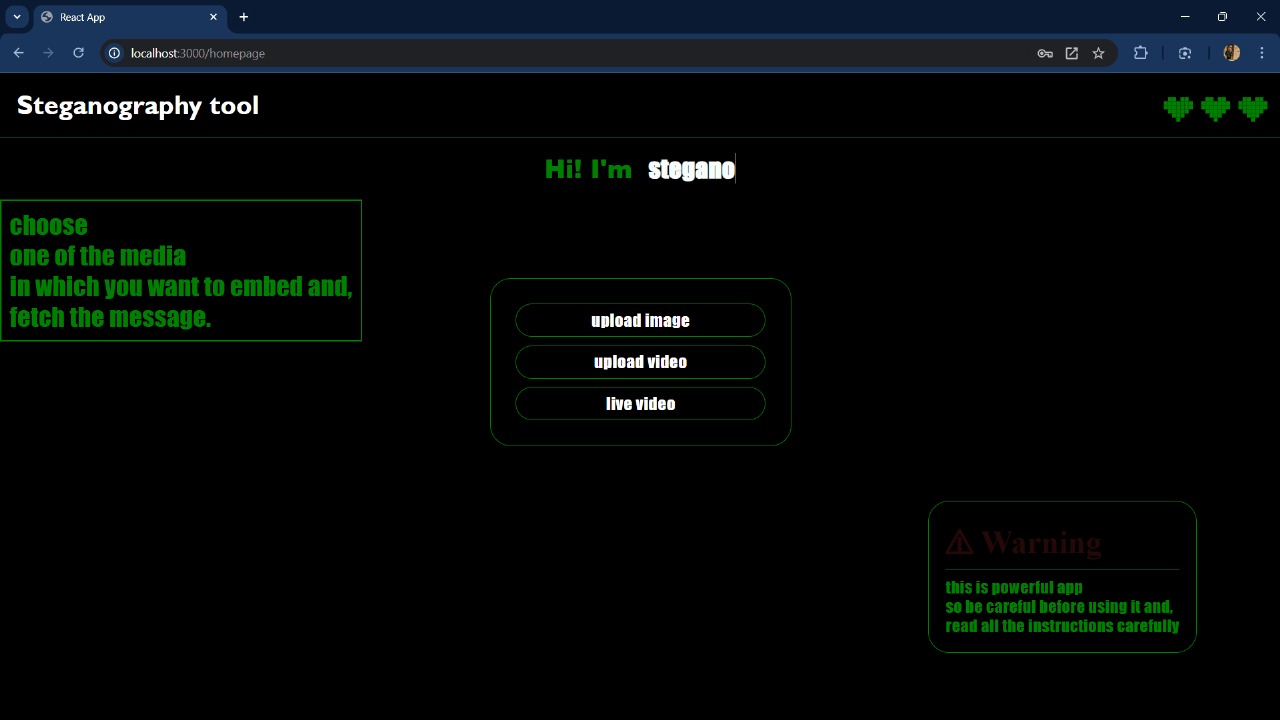 React App
localhost:3000/homepage
Steganography tool
Hi! I'm stegano
choose
one of the media
in which you want to embed and,
fetch the message.
upload image
upload video
live video
⚠ Warning
this is powerful app
so be careful before using it and,
read all the instructions carefully